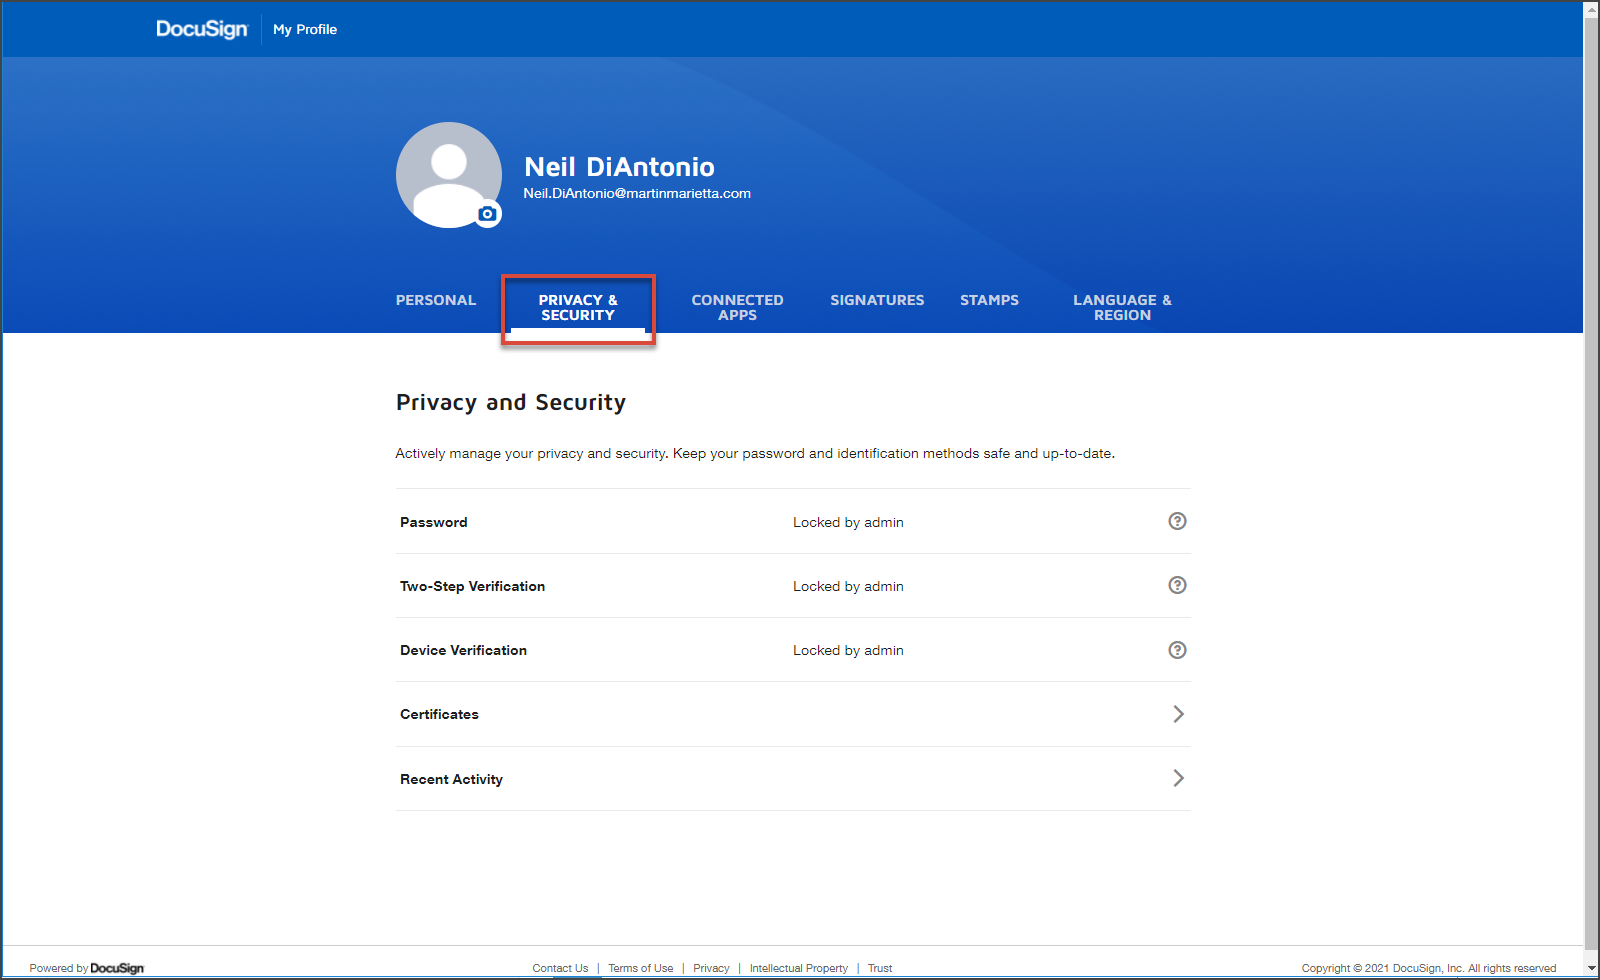 DocuSign My Profile
Neil DiAntonio
Neil.DiAntonio@martinmarietta.com
PERSONAL
PRIVACY &
SECURITY
CONNECTED
APPS
SIGNATURES
STAMPS
LANGUAGE &
REGION
Privacy and Security
Actively manage your privacy and security. Keep your password and identification methods safe and up-to-date.
Password Locked by admin ?
Two-Step Verification Locked by admin ?
Device Verification Locked by admin ?
Certificates
Recent Activity
Powered by DocuSign Contact Us | Terms of Use | Privacy | Intellectual Property | Trust Copyright © 2021 DocuSign, Inc. All rights reserved